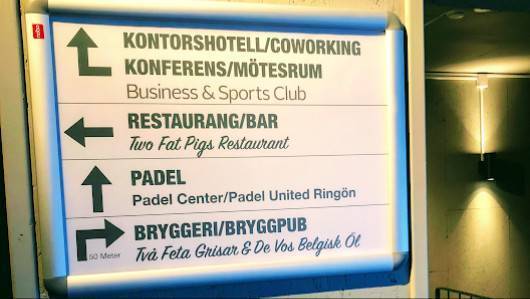 KONTORSHOTELL/COWORKING
KONFERENS/MÖTESRUM
Business & Sports Club
RESTAURANG/BAR
Two Fat Pigs Restaurant
PADEL
Padel Center/Padel United Ringön
BRYGGERI/BRYGGPUB
50 Meter
Två Feta Grisar & De Vos Belgisk Öl